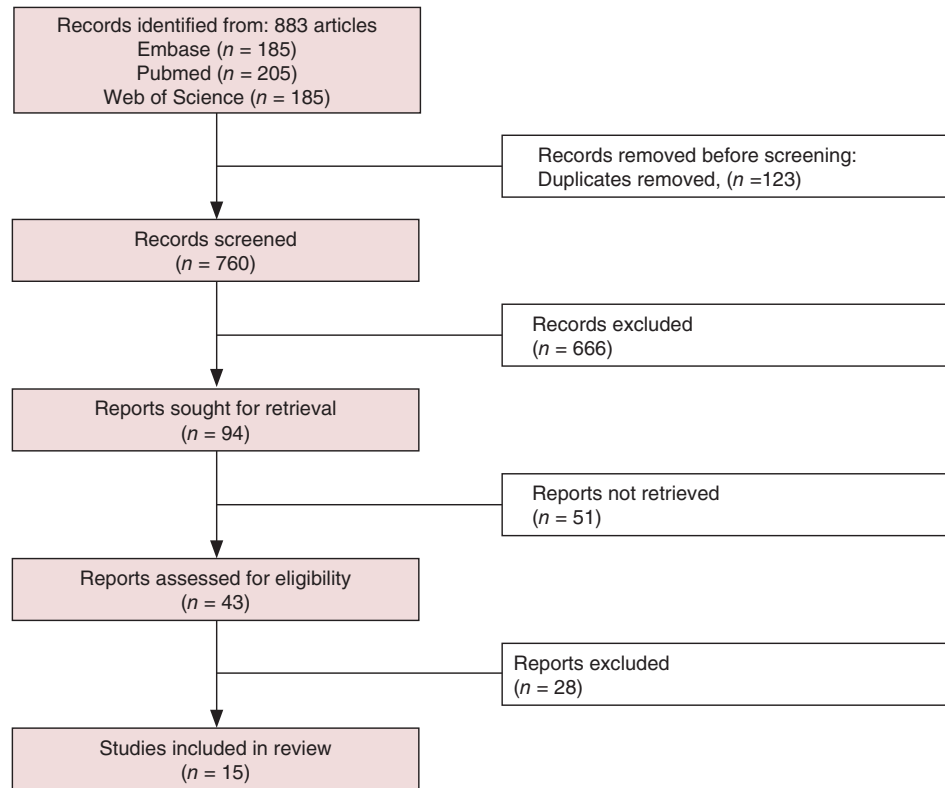 Records identified from: 883 articles
Embase (n = 185)
Pubmed (n = 205)
Web of Science (n = 185)
Records removed before screening:
Duplicates removed, (n =123)
Records screened
(n = 760)
Records excluded
(n = 666)
Reports sought for retrieval
(n = 94)
Reports not retrieved
(n = 51)
Reports assessed for eligibility
(n = 43)
Reports excluded
(n = 28)
Studies included in review
(n = 15)